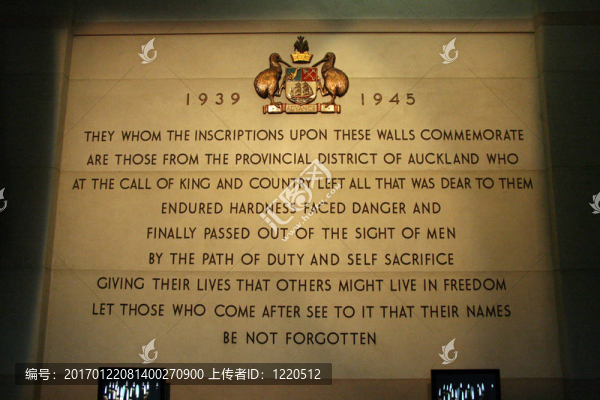 1939 1945
THEY WHOM THE INSCRIPTIONS UPON THESE WALLS COMMEMORATE
ARE THOSE FROM THE PROVINCIAL DISTRICT OF AUCKLAND WHO
AT THE CALL OF KING AND COUNTRY LEFT ALL THAT WAS DEAR TO THEM
ENDURED HARDNESS FACED DANGER AND
FINALLY PASSED OUT OF THE SIGHT OF MEN
BY THE PATH OF DUTY AND SELF SACRIFICE
GIVING THEIR LIVES THAT OTHERS MIGHT LIVE IN FREEDOM
LET THOSE WHO COME AFTER SEE TO IT THAT THEIR NAMES
BE NOT FORGOTTEN
编号：20170122081400270900 上传者ID：1220512